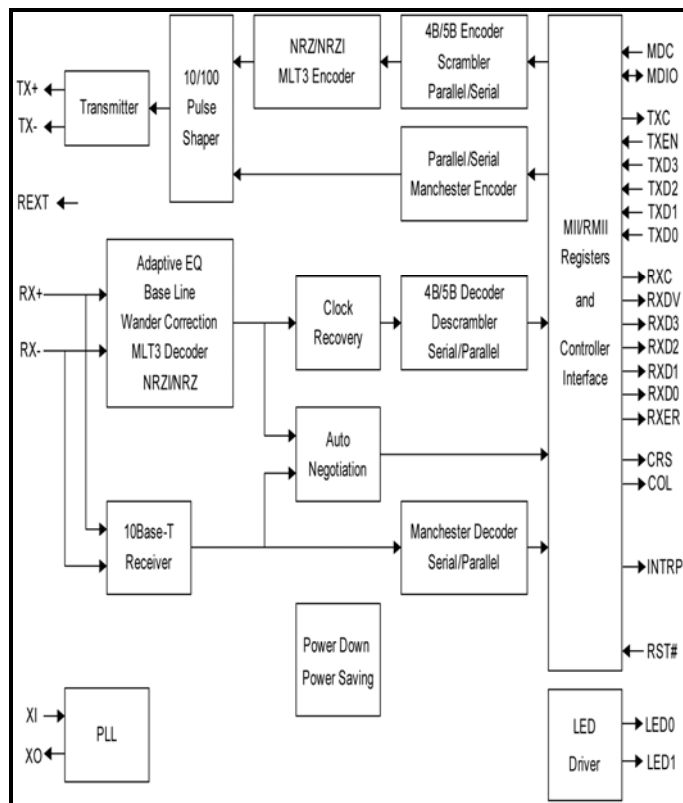 TX+
TX-
REXT
RX+
RX-
XI
XO
Transmitter
10/100
Pulse
Shaper
NRZ/NRZI
MLT3 Encoder
4B/5B Encoder
Scrambler
Parallel/Serial
Parallel/Serial
Manchester Encoder
Adaptive EQ
Base Line
Wander Correction
MLT3 Decoder
NRZI/NRZ
Clock
Recovery
4B/5B Decoder
Descrambler
Serial/Parallel
Auto
Negotiation
10Base-T
Receiver
Manchester Decoder
Serial/Parallel
Power Down
Power Saving
PLL
MII/RMII
Registers
and
Controller
Interface
LED
Driver
MDC
MDIO
TXC
TXEN
TXD3
TXD2
TXD1
TXD0
RXC
RXDV
RXD3
RXD2
RXD1
RXD0
RXER
CRS
COL
INTRP
RST#
LED0
LED1